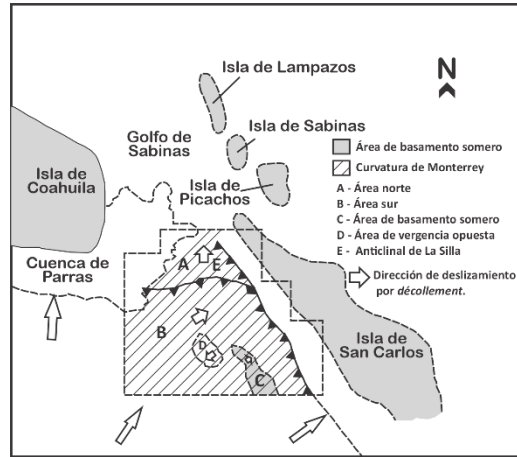 Isla de Lampazos
N
Golfo de
Sabinas
Isla de Sabinas
Isla de
Coahuila
Isla de
Picachos
Área de basamento somero
Curvatura de Monterrey
A - Área norte
B - Área sur
C - Área de basamento somero
D - Área de vergencia opuesta
E - Anticlinal de La Silla
Dirección de deslizamiento
por décollement.
Cuenca de
Parras
A
E
B
D
C
Isla de
San Carlos